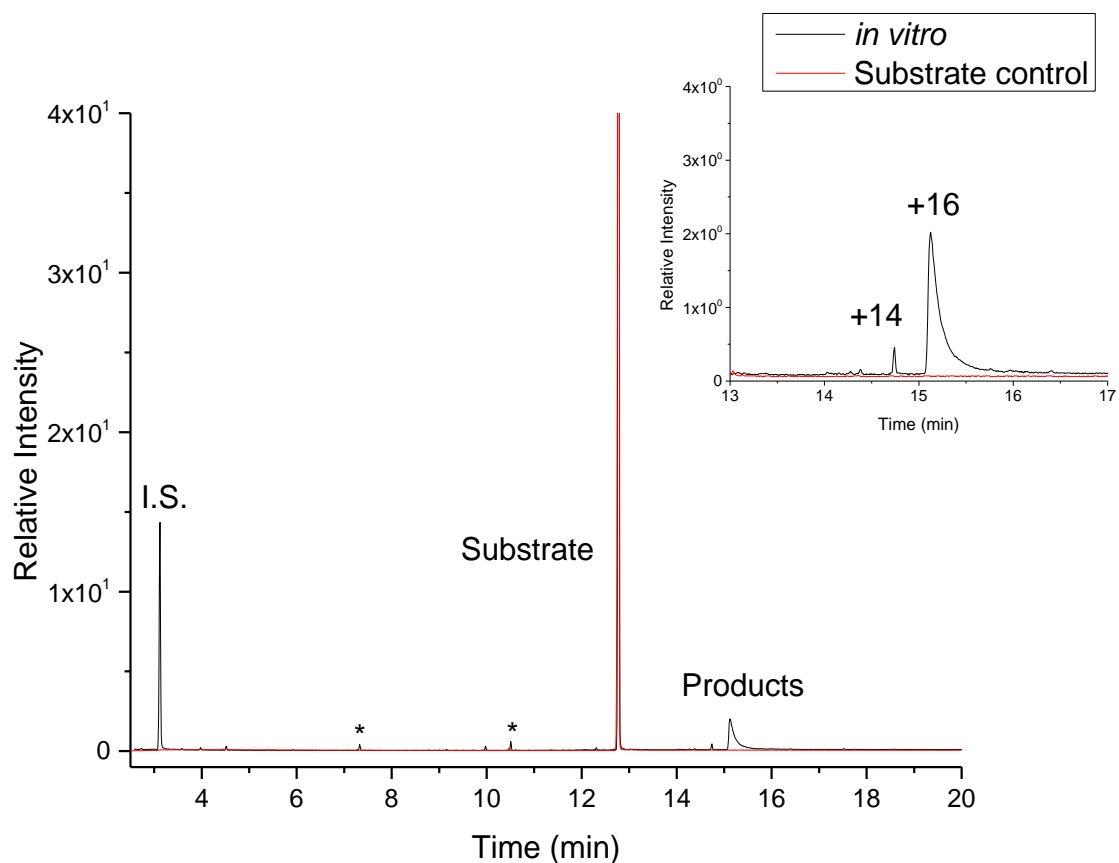 in vitro
Substrate control
4x10⁰
3x10⁰
2x10⁰
1x10⁰
0
Relative Intensity
+14
+16
13 14 15 16 17
Time (min)
4x10¹
3x10¹
2x10¹
1x10¹
0
Relative Intensity
I.S.
*
*
Substrate
Products
4 6 8 10 12 14 16 18 20
Time (min)